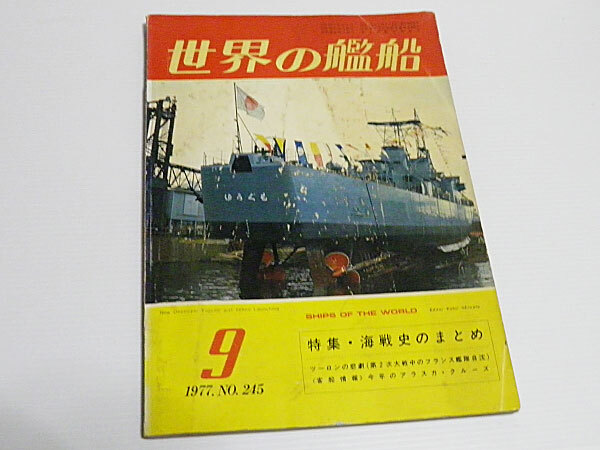 世界の艦船
ゆうぐも
SHIPS OF THE WORLD
9
1977. NO. 245
特集・海戦史のまとめ
ツーロンの悲劇(第2次大戦中のフランス艦隊自沈)
(客船情報) 今年のアラスカ・クルーズ